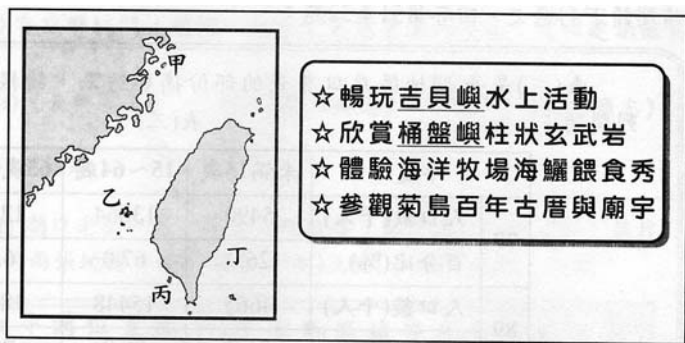 甲
乙
丙
丁
☆暢玩吉貝嶼水上活動
☆欣賞桶盤嶼柱狀玄武岩
☆體驗海洋牧場海鱺餵食秀
☆參觀菊島百年古厝與廟宇